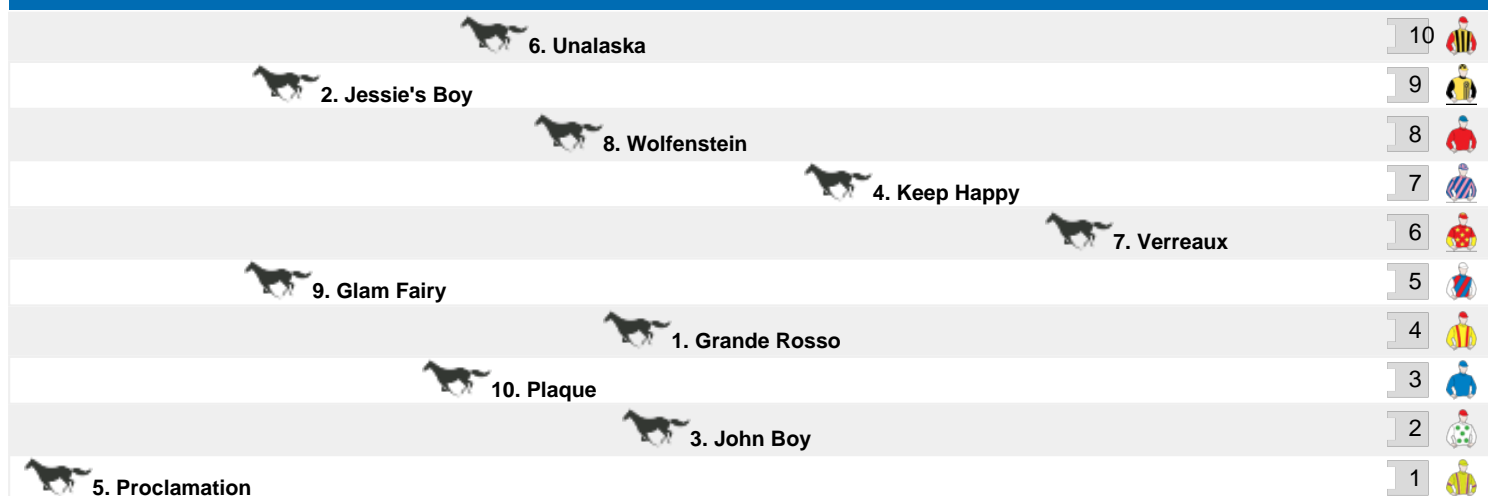 6. Unalaska 10
2. Jessie's Boy 9
8. Wolfenstein 8
4. Keep Happy 7
7. Verreaux 6
9. Glam Fairy 5
1. Grande Rosso 4
10. Plaque 3
3. John Boy 2
5. Proclamation 1